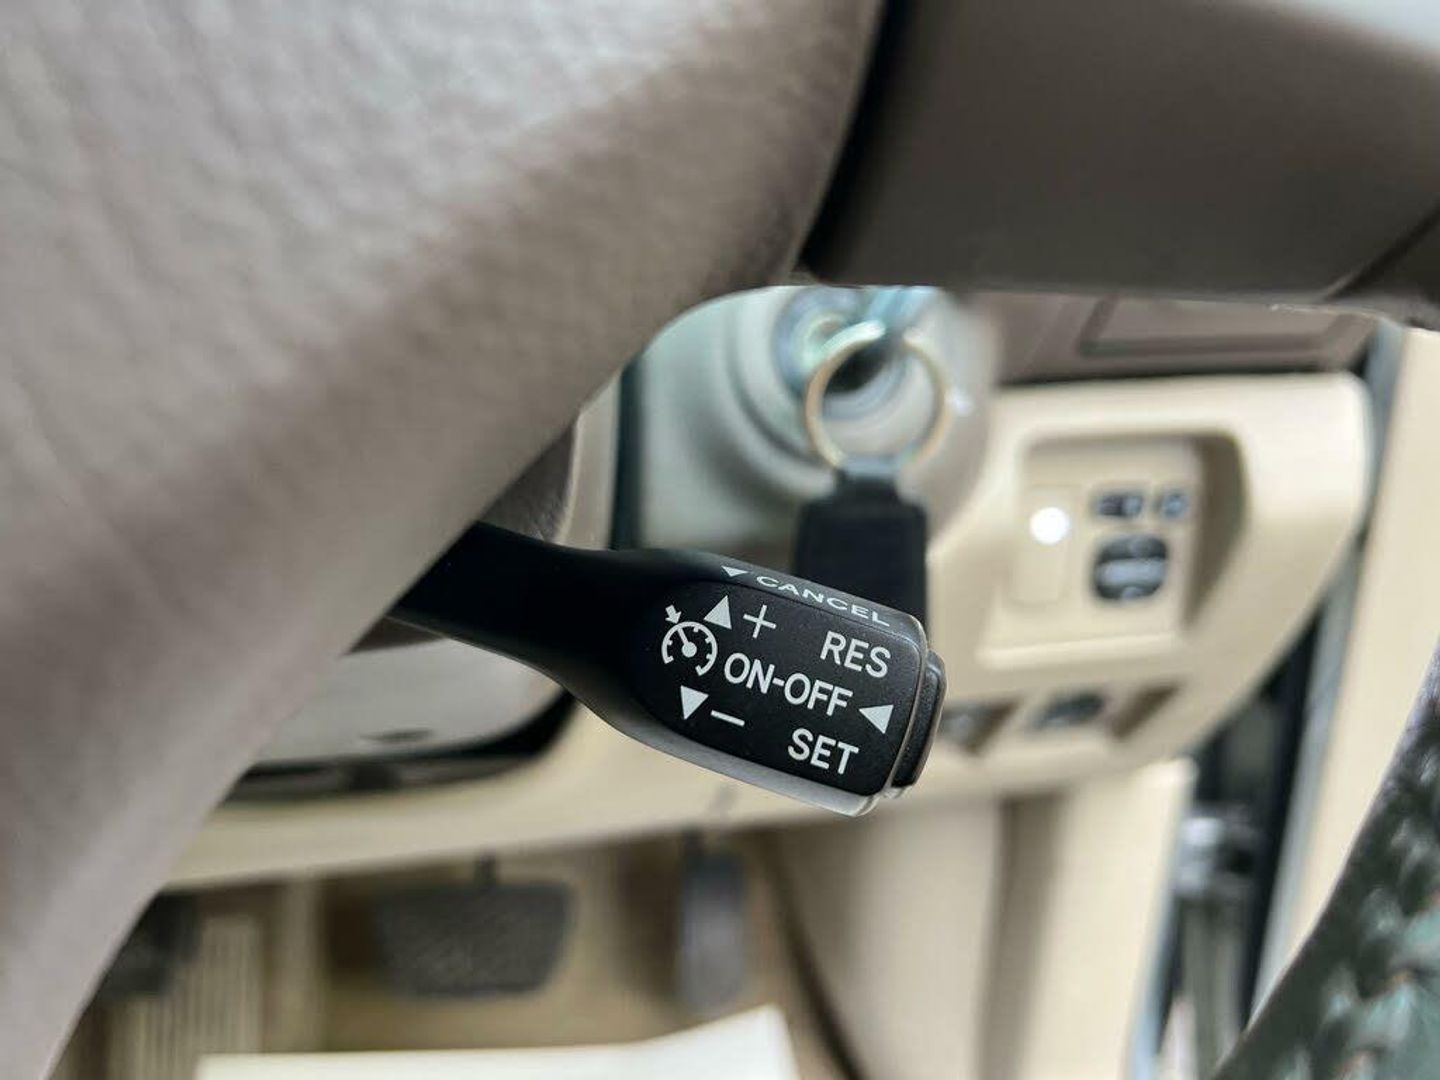 CANCEL
+ RES
ON-OFF
− SET